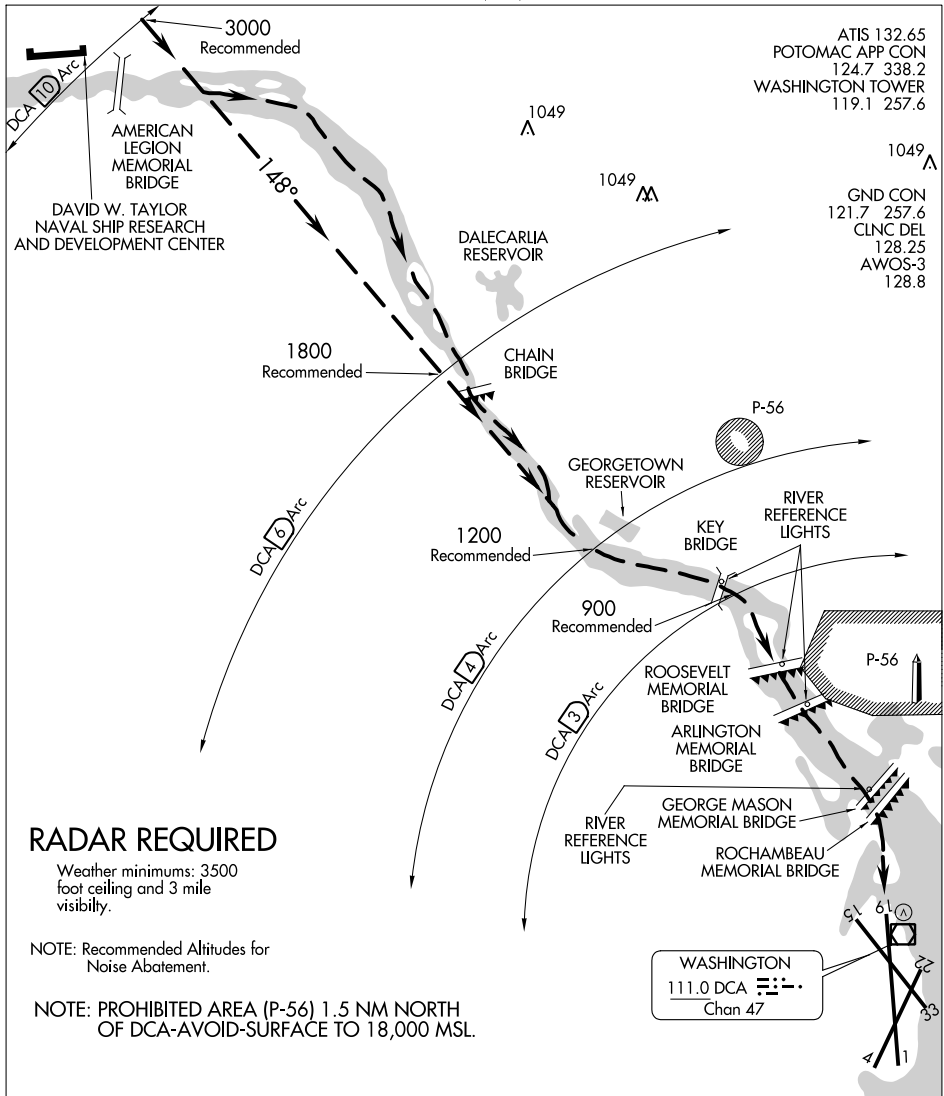 3000
Recommended
ATIS 132.65
POTOMAC APP CON
124.7 338.2
WASHINGTON TOWER
119.1 257.6
DCA 10 Arc
AMERICAN
LEGION
MEMORIAL
BRIDGE
1049
1049
1049
148°
DAVID W. TAYLOR
NAVAL SHIP RESEARCH
AND DEVELOPMENT CENTER
GND CON
121.7 257.6
CLNC DEL
128.25
AWOS-3
128.8
DALECARLIA
RESERVOIR
1800
Recommended
CHAIN
BRIDGE
P-56
DCA 6 Arc
GEORGETOWN
RESERVOIR
RIVER
REFERENCE
LIGHTS
KEY
BRIDGE
1200
Recommended
900
Recommended
DCA 4 Arc
DCA 3 Arc
P-56
ROOSEVELT
MEMORIAL
BRIDGE
ARLINGTON
MEMORIAL
BRIDGE
RIVER
REFERENCE
LIGHTS
GEORGE MASON
MEMORIAL BRIDGE
ROCHAMBEAU
MEMORIAL BRIDGE
RADAR REQUIRED
Weather minimums: 3500
foot ceiling and 3 mile
visibilty.
NOTE: Recommended Altitudes for
Noise Abatement.
NOTE: PROHIBITED AREA (P-56) 1.5 NM NORTH
OF DCA-AVOID-SURFACE TO 18,000 MSL.
15
19
22
33
4
1
WASHINGTON
111.0 DCA
Chan 47